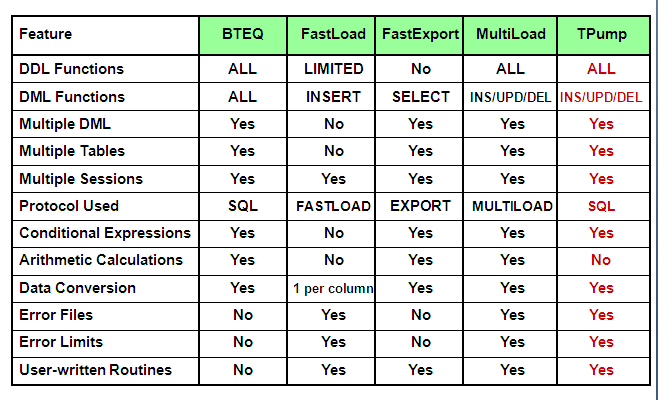 Feature BTEQ FastLoad FastExport MultiLoad TPump
DDL Functions ALL LIMITED No ALL ALL
DML Functions ALL INSERT SELECT INS/UPD/DEL INS/UPD/DEL
Multiple DML Yes No Yes Yes Yes
Multiple Tables Yes No Yes Yes Yes
Multiple Sessions Yes Yes Yes Yes Yes
Protocol Used SQL FASTLOAD EXPORT MULTILOAD SQL
Conditional Expressions Yes No Yes Yes Yes
Arithmetic Calculations Yes No Yes Yes No
Data Conversion Yes 1 per column Yes Yes Yes
Error Files No Yes No Yes Yes
Error Limits No Yes No Yes Yes
User-written Routines No Yes Yes Yes Yes